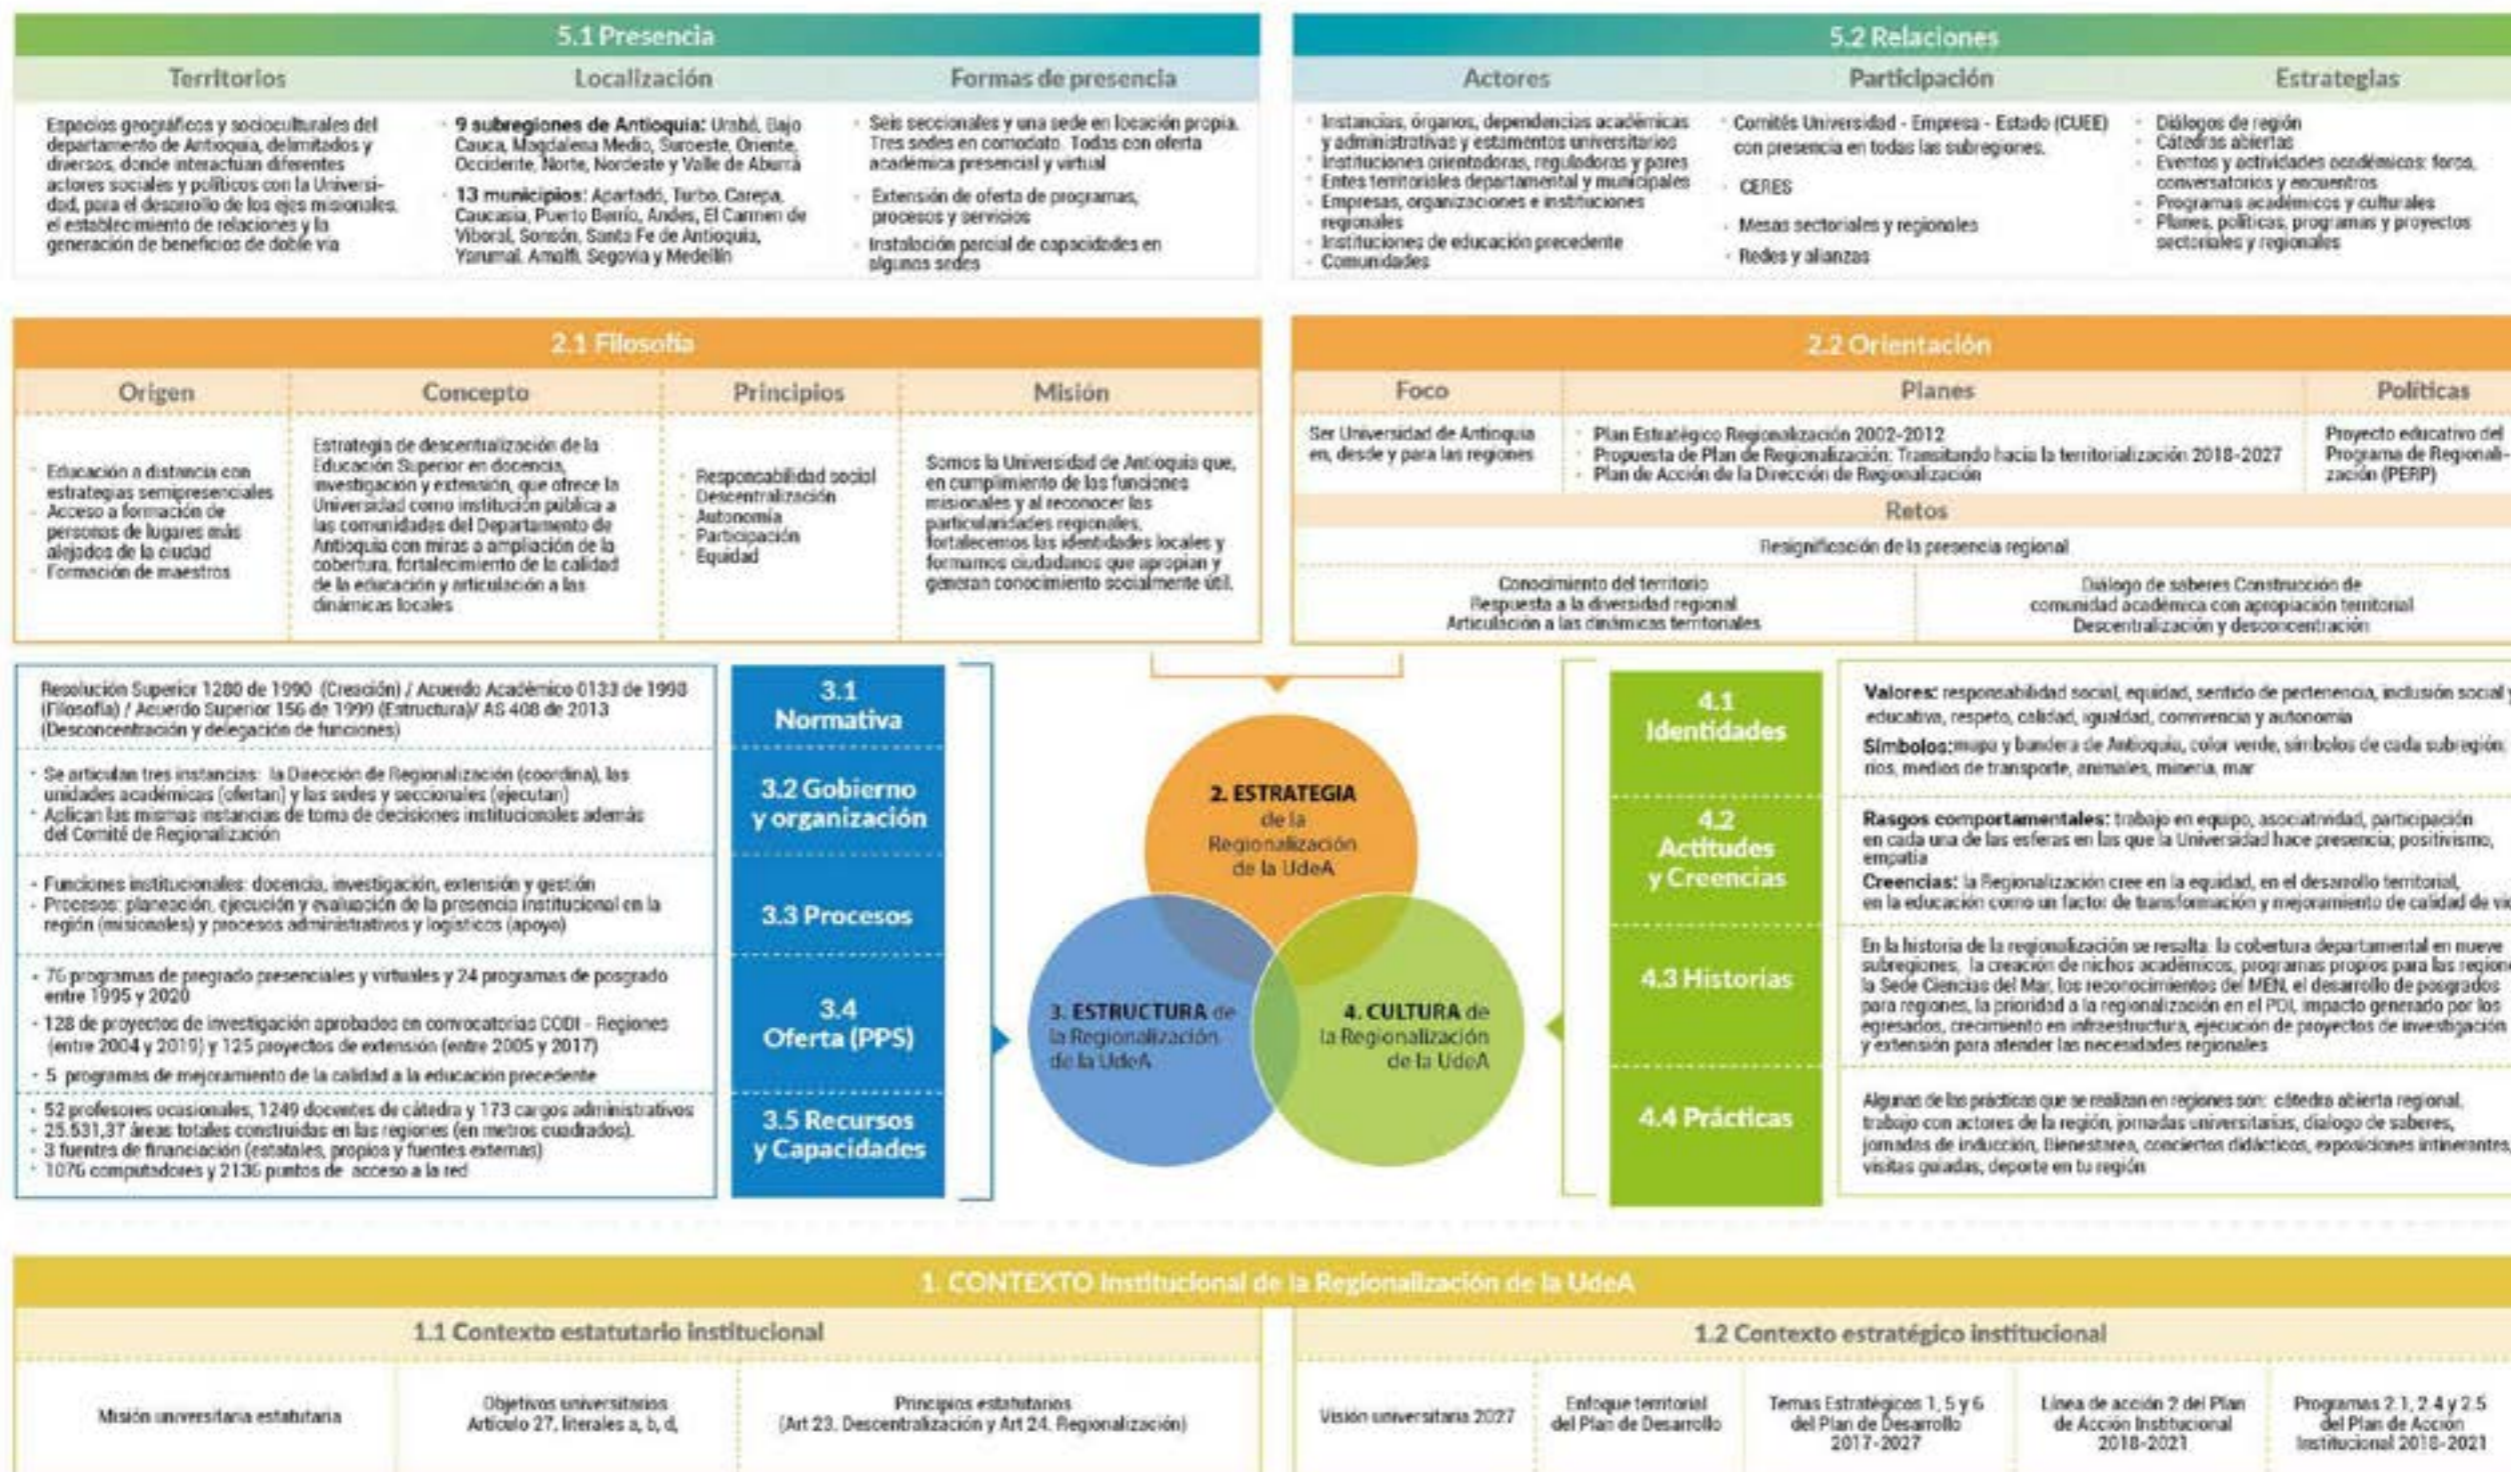 5.1 Presencia
Territorios
Espacios geográficos y socioculturales del
departamento de Antioquia, delimitados y
diversos, donde interactúan diferentes
actores sociales y políticos con la Universi-
dad, para el desarrollo de los ejes misionales,
el establecimiento de relaciones y la
generación de beneficios de doble vía
Localización
· 9 subregiones de Antioquia: Urabá, Bajo
Cauca, Magdalena Medio, Suroeste, Oriente,
Occidente, Norte, Nordeste y Valle de Aburrá
· 13 municipios: Apartadó, Turbo, Carepa,
Caucasia, Puerto Berrío, Andes, El Carmen de
Viboral, Sonsón, Santa Fe de Antioquia,
Yarumal, Amalfi, Segovia y Medellín
Formas de presencia
· Seis seccionales y una sede en locación propia.
Tres sedes en comodato. Todas con oferta
académica presencial y virtual
· Extensión de oferta de programas,
procesos y servicios
· Instalación parcial de capacidades en
algunas sedes
5.2 Relaciones
Actores
· Instancias, órganos, dependencias académicas
y administrativas y estamentos universitarios
· Instituciones orientadoras, reguladoras y pares
· Entes territoriales departamental y municipales
· Empresas, organizaciones e instituciones
regionales
· Instituciones de educación precedente
· Comunidades
Participación
· Comités Universidad - Empresa - Estado (CUEE)
con presencia en todas las subregiones.
· CERES
· Mesas sectoriales y regionales
· Redes y alianzas
Estrategias
· Diálogos de región
· Cátedras abiertas
· Eventos y actividades académicas: foros,
conversatorios y encuentros
· Programas académicos y culturales
· Planes, políticas, programas y proyectos
sectoriales y regionales
2.1 Filosofía
Origen
· Educación a distancia con
estrategias semipresenciales
· Acceso a formación de
personas de lugares más
alejados de la ciudad
· Formación de maestros
Concepto
Estrategia de descentralización de la
Educación Superior en docencia,
investigación y extensión, que ofrece la
Universidad como institución pública a
las comunidades del Departamento de
Antioquia con miras a ampliación de la
cobertura, fortalecimiento de la calidad
de la educación y articulación a las
dinámicas locales
Principios
· Responsabilidad social
· Descentralización
· Autonomía
· Participación
· Equidad
Misión
Somos la Universidad de Antioquia que,
en cumplimiento de las funciones
misionales y al reconocer las
particularidades regionales,
fortalecemos las identidades locales y
formamos ciudadanos que apropian y
generan conocimiento socialmente útil.
2.2 Orientación
Foco
Ser Universidad de Antioquia
en, desde y para las regiones
Planes
· Plan Estratégico Regionalización 2002-2012
· Propuesta de Plan de Regionalización: Transitando hacia la territorialización 2018-2027
· Plan de Acción de la Dirección de Regionalización
Políticas
Proyecto educativo del
Programa de Regionali-
zación (PERP)
Retos
Resignificación de la presencia regional
Conocimiento del territorio
Respuesta a la diversidad regional
Articulación a las dinámicas territoriales
Diálogo de saberes Construcción de
comunidad académica con apropiación territorial
Descentralización y desconcentración
Resolución Superior 1280 de 1990 (Creación) / Acuerdo Académico 0133 de 1998
(Filosofía) / Acuerdo Superior 156 de 1999 (Estructura)/ AS 408 de 2013
(Desconcentración y delegación de funciones)
3.1
Normativa
· Se articulan tres instancias: la Dirección de Regionalización (coordina), las
unidades académicas (ofertan) y las sedes y seccionales (ejecutan)
· Aplican las mismas instancias de toma de decisiones institucionales además
del Comité de Regionalización
3.2 Gobierno
y organización
- Funciones institucionales: docencia, investigación, extensión y gestión
- Procesos: planeación, ejecución y evaluación de la presencia institucional en la
región (misionales) y procesos administrativos y logísticos (apoyo)
3.3 Procesos
- 76 programas de pregrado presenciales y virtuales y 24 programas de posgrado
entre 1995 y 2020
- 128 de proyectos de investigación aprobados en convocatorias CODI - Regiones
(entre 2004 y 2019) y 125 proyectos de extensión (entre 2005 y 2017)
- 5 programas de mejoramiento de la calidad a la educación precedente
3.4
Oferta (PPS)
· 52 profesores ocasionales, 1249 docentes de cátedra y 173 cargos administrativos
· 25.531,37 áreas totales construidas en las regiones (en metros cuadrados).
· 3 fuentes de financiación (estatales, propios y fuentes externas)
· 1076 computadores y 2136 puntos de acceso a la red
3.5 Recursos
y Capacidades
2. ESTRATEGIA
de la
Regionalización
de la UdeA
3. ESTRUCTURA de
la Regionalización
de la UdeA
4. CULTURA de
la Regionalización
de la UdeA
4.1
Identidades
Valores: responsabilidad social, equidad, sentido de pertenencia, inclusión social y
educativa, respeto, calidad, igualdad, convivencia y autonomía
Símbolos:mapa y bandera de Antioquia, color verde, símbolos de cada subregión:
ríos, medios de transporte, animales, minería, mar
4.2
Actitudes
y Creencias
Rasgos comportamentales: trabajo en equipo, asociatividad, participación
en cada una de las esferas en las que la Universidad hace presencia, positivismo,
empatía
Creencias: la Regionalización cree en la equidad, en el desarrollo territorial,
en la educación como un factor de transformación y mejoramiento de calidad de
4.3 Historias
En la historia de la regionalización se resalta: la cobertura departamental en nueve
subregiones, la creación de nichos académicos, programas propios para las
la Sede Ciencias del Mar, los reconocimientos del MEN, el desarrollo de posgrados
para regiones, la prioridad a la regionalización en el PDI, impacto generado por los
egresados, crecimiento en infraestructura, ejecución de proyectos de investigación
y extensión para atender las necesidades regionales
4.4 Prácticas
Algunas de las prácticas que se realizan en regiones son: cátedra abierta regional,
trabajo con actores de la región, jornadas universitarias, dialogo de saberes,
jornadas de inducción, Bienestarea, conciertos didácticos, exposiciones intinerantes,
visitas guiadas, deporte en tu región
1. CONTEXTO Institucional de la Regionalización de la UdeA
1.1 Contexto estatutario institucional
Misión universitaria estatutaria
Objetivos universitarios
Artículo 27, literales a, b, d,
Principios estatutarios
(Art 23. Descentralización y Art 24. Regionalización)
1.2 Contexto estratégico institucional
Visión universitaria 2027
Enfoque territorial
del Plan de Desarrollo
Temas Estratégicos 1, 5 y 6
del Plan de Desarrollo
2017-2027
Línea de acción 2 del Plan
de Acción Institucional
2018-2021
Programas 2.1, 2.4 y 2.5
del Plan de Acción
Institucional 2018-2021